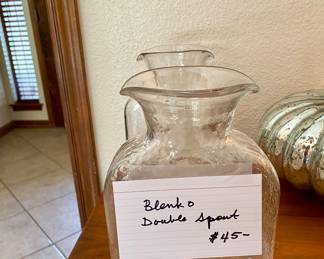 Blenko
Double Spout
$45-